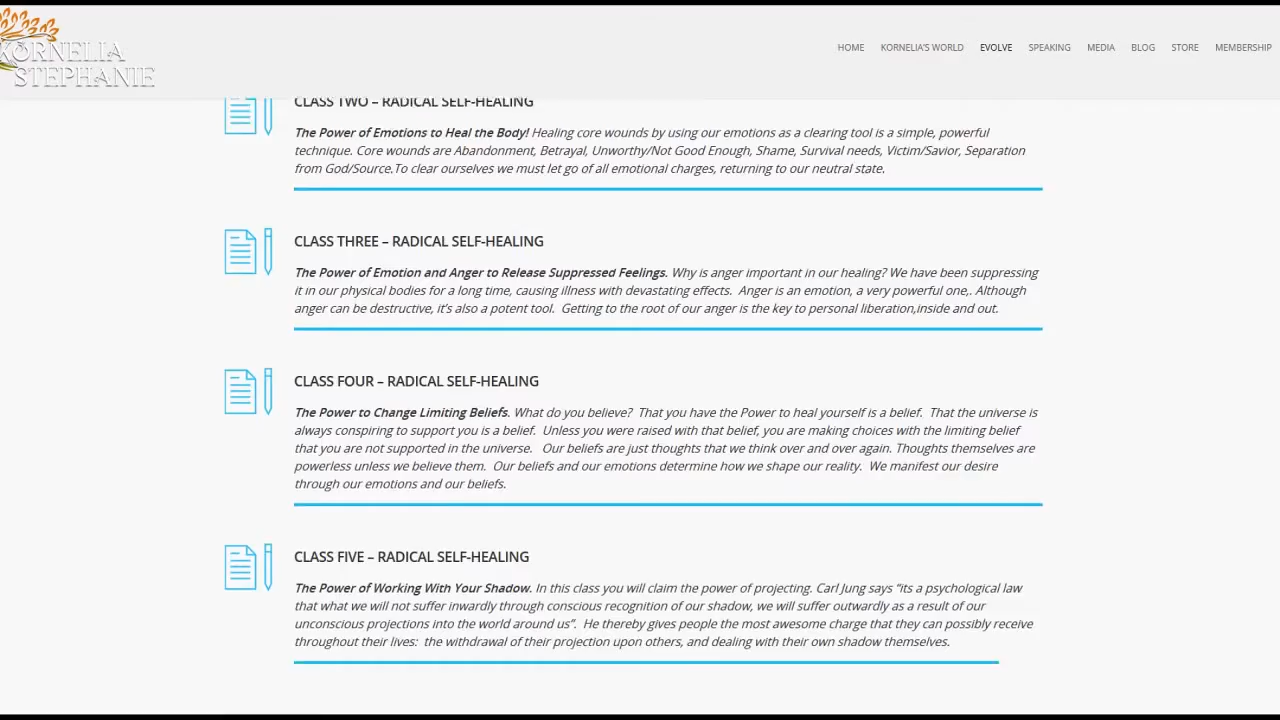 KORNELIA
STEPHANIE
HOME KORNELIA'S WORLD EVOLVE SPEAKING MEDIA BLOG STORE MEMBERSHIP
CLASS TWO – RADICAL SELF-HEALING
The Power of Emotions to Heal the Body! Healing core wounds by using our emotions as a clearing tool is a simple, powerful
technique. Core wounds are Abandonment, Betrayal, Unworthy/Not Good Enough, Shame, Survival needs, Victim/Savior, Separation
from God/Source.To clear ourselves we must let go of all emotional charges, returning to our neutral state.
CLASS THREE – RADICAL SELF-HEALING
The Power of Emotion and Anger to Release Suppressed Feelings. Why is anger important in our healing? We have been suppressing
it in our physical bodies for a long time, causing illness with devastating effects. Anger is an emotion, a very powerful one,. Although
anger can be destructive, it's also a potent tool. Getting to the root of our anger is the key to personal liberation,inside and out.
CLASS FOUR – RADICAL SELF-HEALING
The Power to Change Limiting Beliefs. What do you believe? That you have the Power to heal yourself is a belief. That the universe is
always conspiring to support you is a belief. Unless you were raised with that belief, you are making choices with the limiting belief
that you are not supported in the universe. Our beliefs are just thoughts that we think over and over again. Thoughts themselves are
powerless unless we believe them. Our beliefs and our emotions determine how we shape our reality. We manifest our desire
through our emotions and our beliefs.
CLASS FIVE – RADICAL SELF-HEALING
The Power of Working With Your Shadow. In this class you will claim the power of projecting. Carl Jung says "its a psychological law
that what we will not suffer inwardly through conscious recognition of our shadow, we will suffer outwardly as a result of our
unconscious projections into the world around us". He thereby gives people the most awesome charge that they can possibly receive
throughout their lives: the withdrawal of their projection upon others, and dealing with their own shadow themselves.